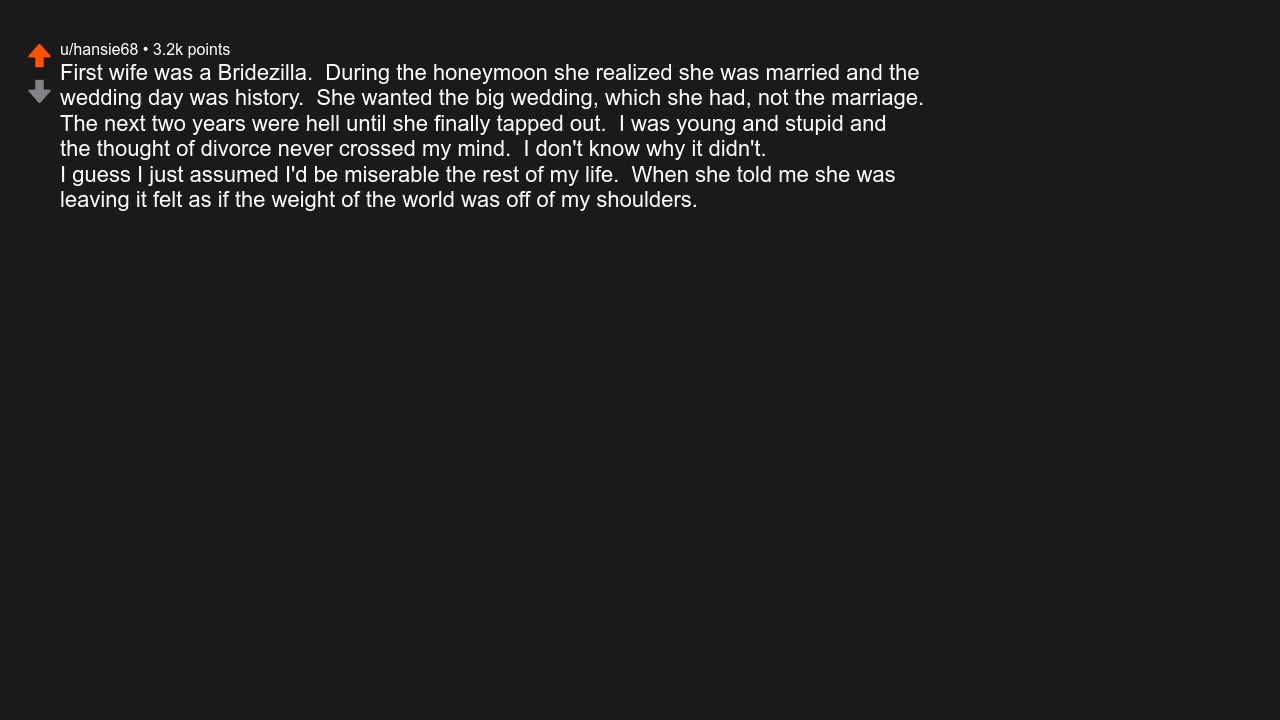 u/hansie68 • 3.2k points
First wife was a Bridezilla.  During the honeymoon she realized she was married and the
wedding day was history.  She wanted the big wedding, which she had, not the marriage.
The next two years were hell until she finally tapped out.  I was young and stupid and
the thought of divorce never crossed my mind.  I don't know why it didn't.
I guess I just assumed I'd be miserable the rest of my life.  When she told me she was
leaving it felt as if the weight of the world was off of my shoulders.